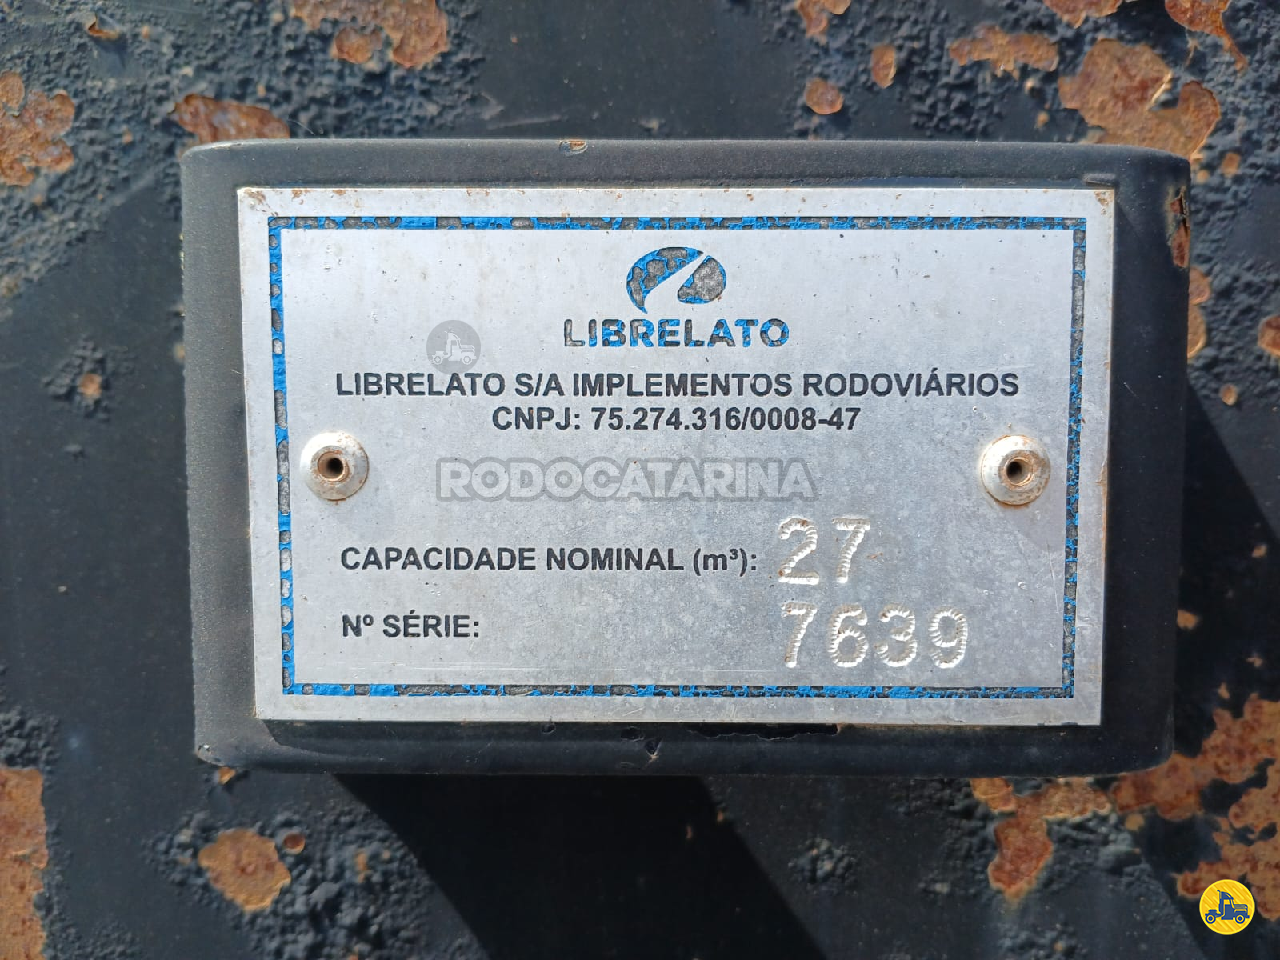 LIBRELATO
LIBRELATO S/A IMPLEMENTOS RODOVIÁRIOS
CNPJ: 75.274.316/0008-47
RODOCATARINA
CAPACIDADE NOMINAL (m³): 27
Nº SÉRIE: 7639